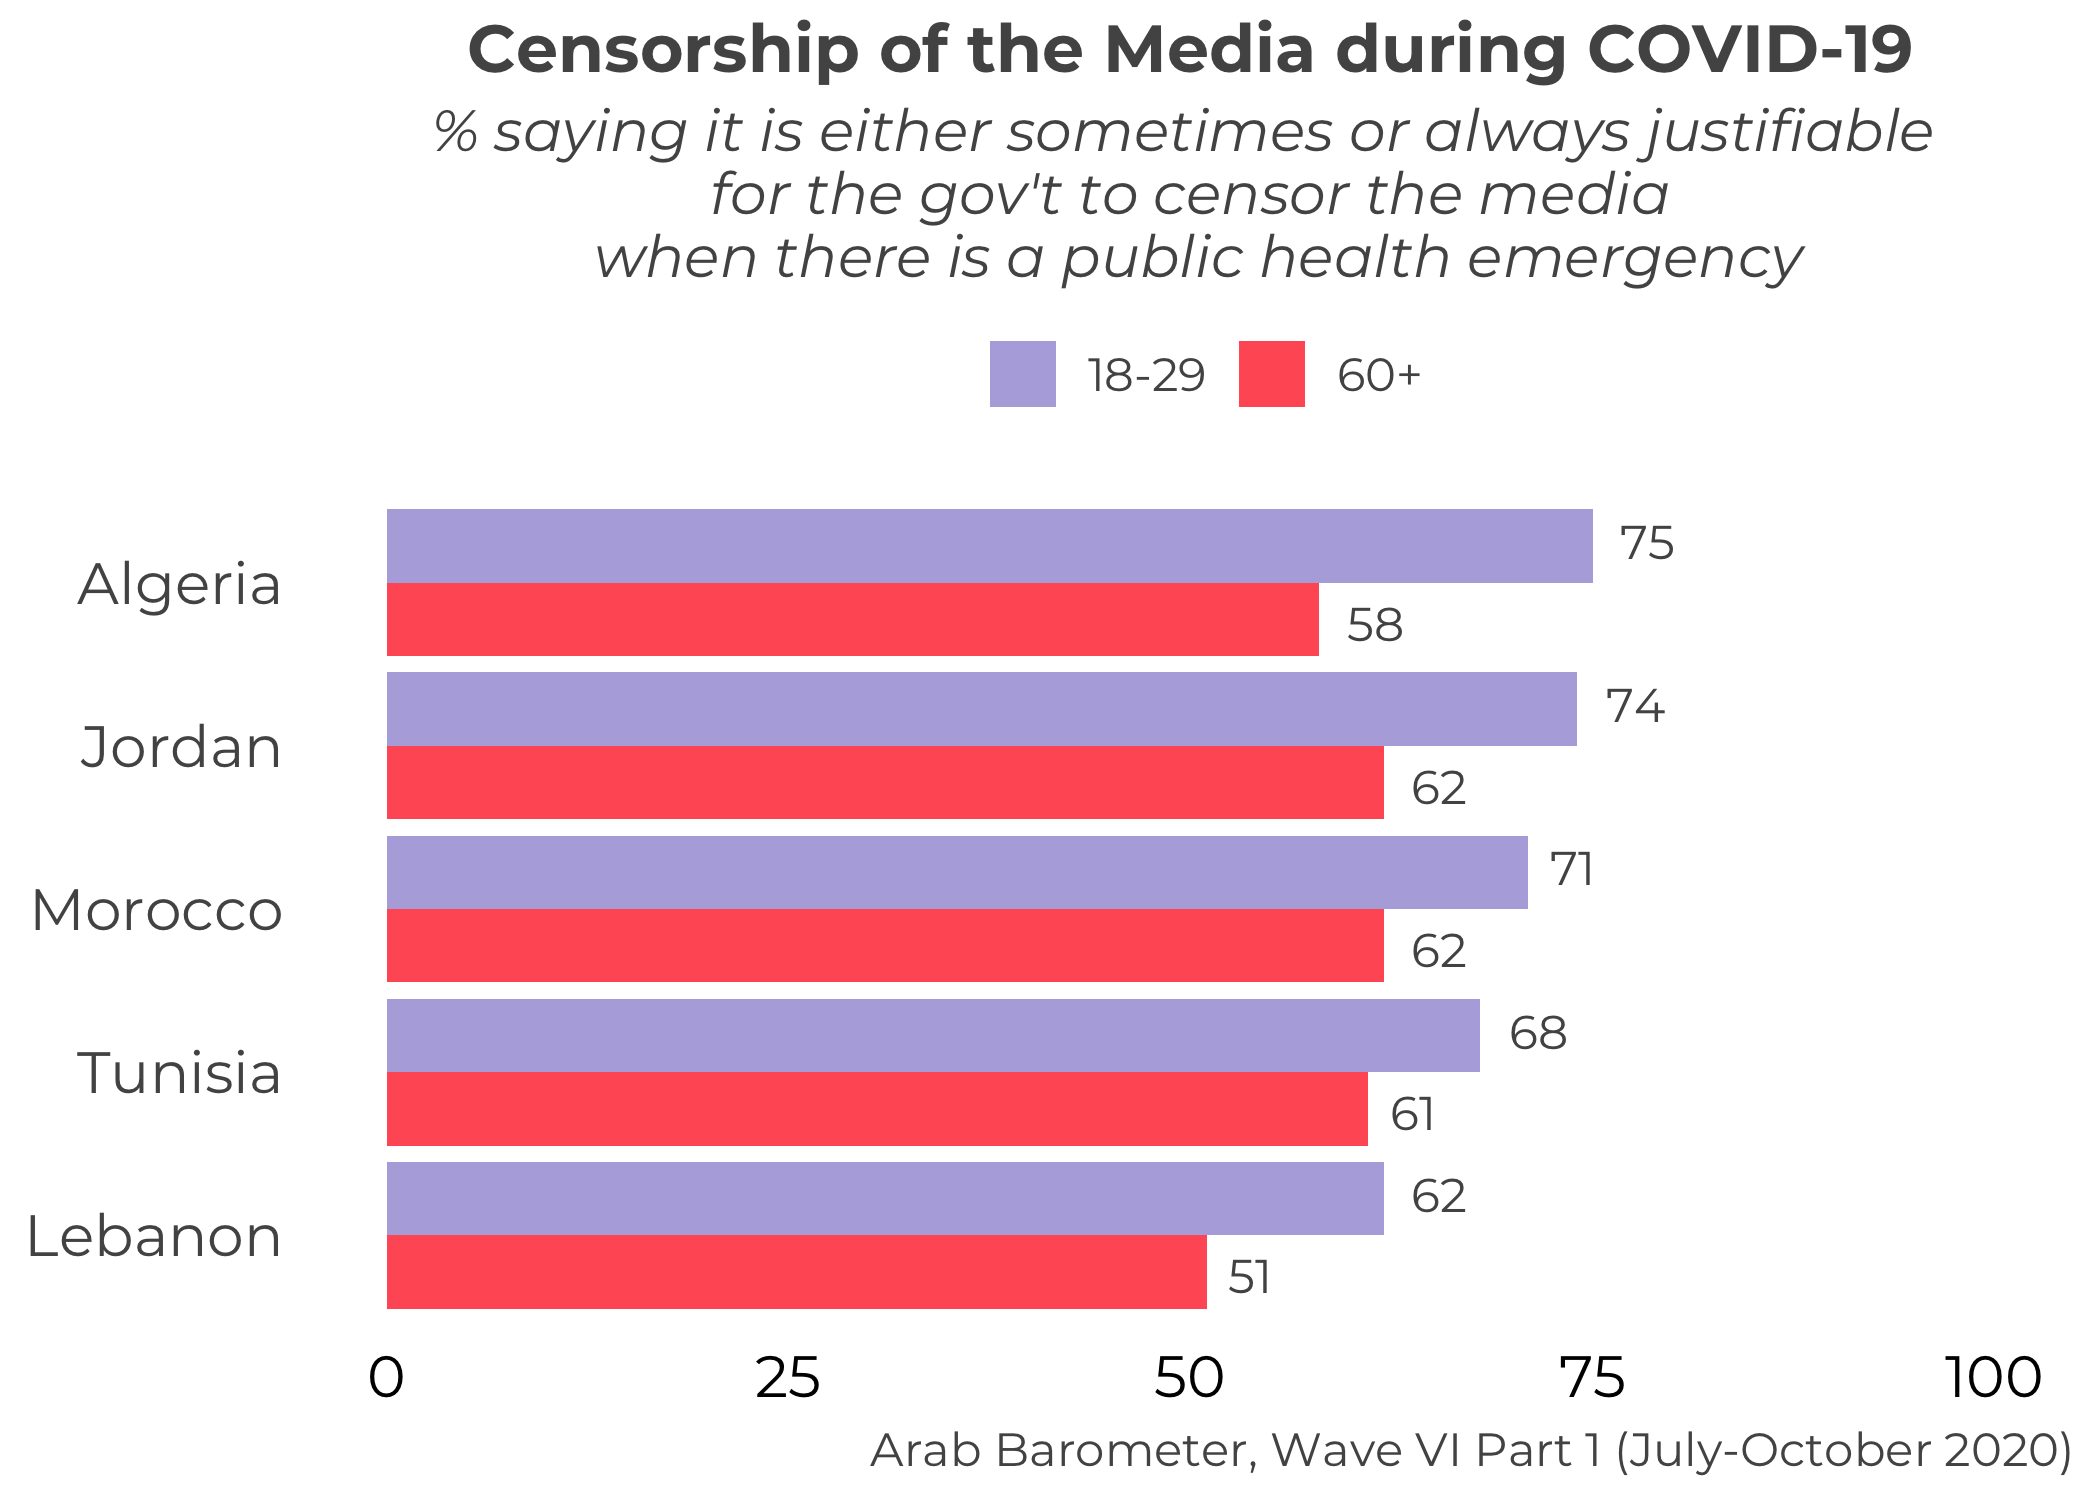 Censorship of the Media during COVID-19
% saying it is either sometimes or always justifiable
for the gov't to censor the media
when there is a public health emergency
18-29 60+
Algeria
75
58
Jordan
74
62
Morocco
71
62
Tunisia
68
61
Lebanon
62
51
0 25 50 75 100
Arab Barometer, Wave VI Part 1 (July-October 2020)